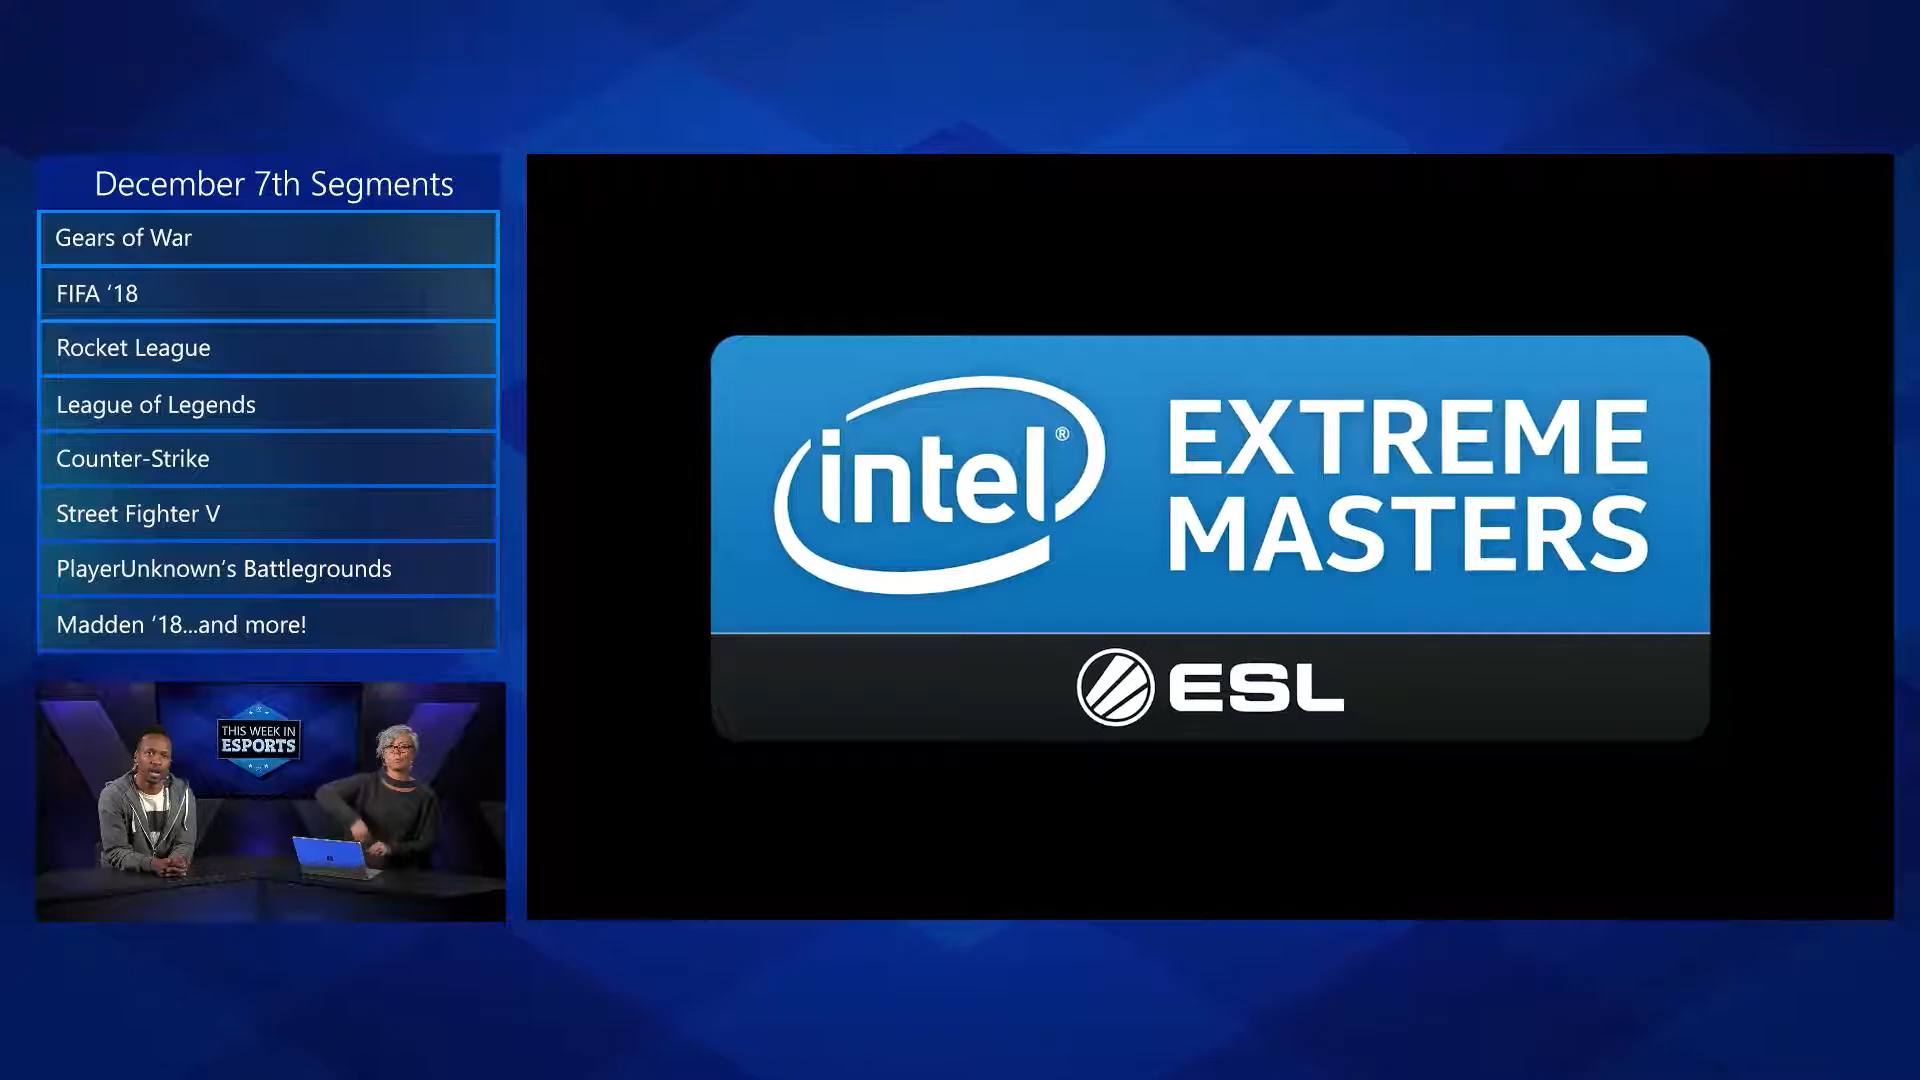 December 7th Segments
Gears of War
FIFA ‘18
Rocket League
League of Legends
Counter-Strike
Street Fighter V
PlayerUnknown’s Battlegrounds
Madden ‘18...and more!
THIS WEEK IN
ESPORTS
intel®
EXTREME
MASTERS
ESL